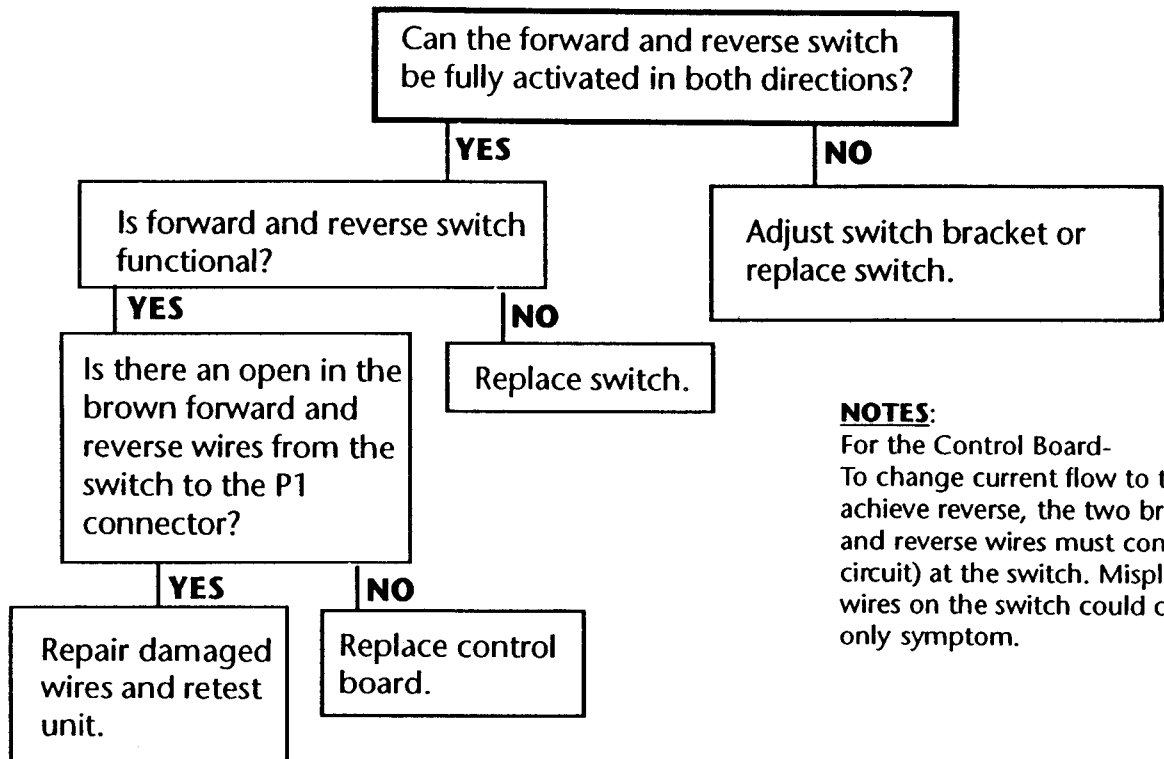 Can the forward and reverse switch
be fully activated in both directions?
YES
NO
Is forward and reverse switch
functional?
Adjust switch bracket or
replace switch.
YES
NO
Is there an open in the
brown forward and
reverse wires from the
switch to the P1
connector?
Replace switch.
NOTES:
For the Control Board-
To change current flow to
achieve reverse, the two
and reverse wires must
circuit) at the switch.
wires on the switch could
only symptom.
YES
NO
Repair damaged
wires and retest
unit.
Replace control
board.